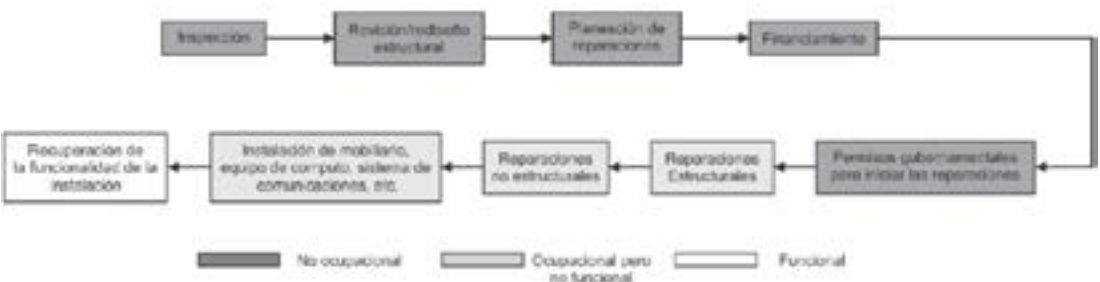 Inspección
Revisión/rediseño
estructural
Planeación de
reparaciones
Financiamiento
Recuperación de
la funcionalidad de la
instalación
Instalación de mobiliario,
equipo de computo, sistema de
comunicaciones, etc.
Reparaciones
no estructurales
Reparaciones
Estructurales
Permisos gubernamentales
para iniciar las reparaciones
No ocupacional
Ocupacional pero
no funcional
Funcional